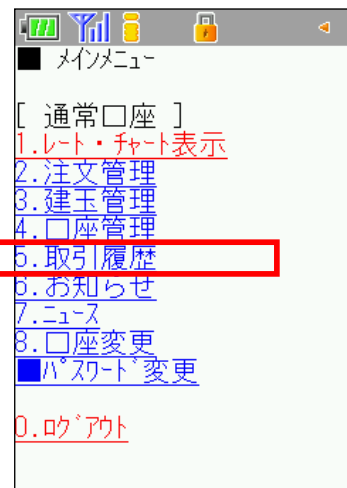 ■ ﾒｲﾝﾒﾆｭｰ
[ 通常口座 ]
1.ﾚｰﾄ・ﾁｬｰﾄ表示
2.注文管理
3.建玉管理
4.口座管理
5.取引履歴
6.お知らせ
7.ﾆｭｰｽ
8.口座変更
■ﾊﾟｽﾜｰﾄﾞ変更
0.ﾛｸﾞｱｳﾄ